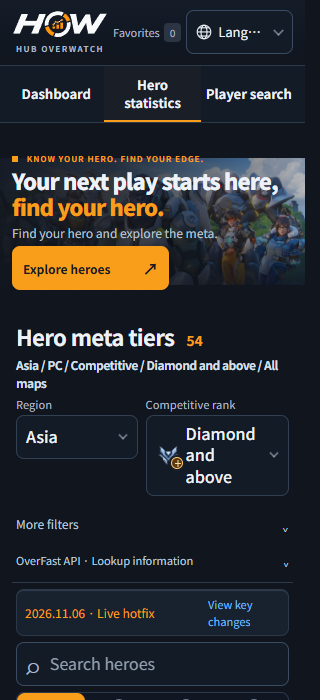 HOW
HUB OVERWATCH
Favorites 0
Lang···
Dashboard
Hero statistics
Player search
KNOW YOUR HERO. FIND YOUR EDGE.
Your next play starts here,
find your hero.
Find your hero and explore the meta.
Explore heroes ↗
Hero meta tiers 54
Asia / PC / Competitive / Diamond and above / All
maps
Region
Competitive rank
Asia
Diamond
and
above
More filters
OverFast API · Lookup information
2026.11.06 · Live hotfix
View key
changes
Search heroes